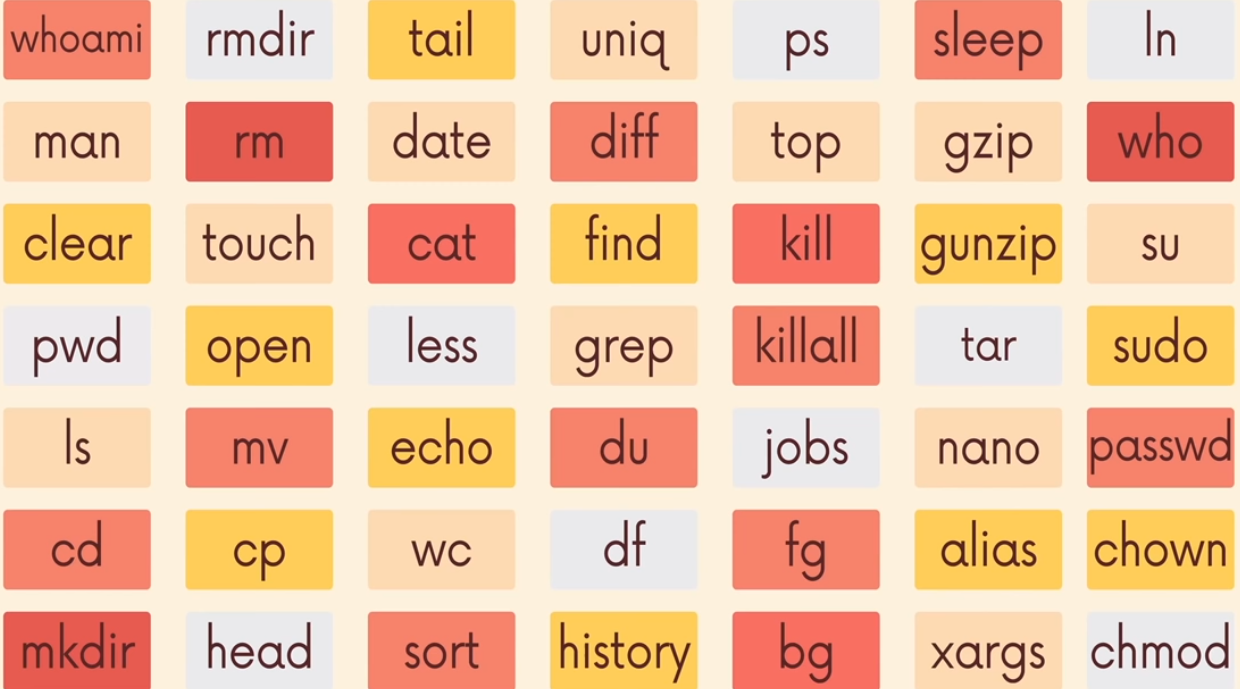 whoami rmdir tail uniq ps sleep ln
man rm date diff top gzip who
clear touch cat find kill gunzip su
pwd open less grep killall tar sudo
ls mv echo du jobs nano passwd
cd cp wc df fg alias chown
mkdir head sort history bg xargs chmod